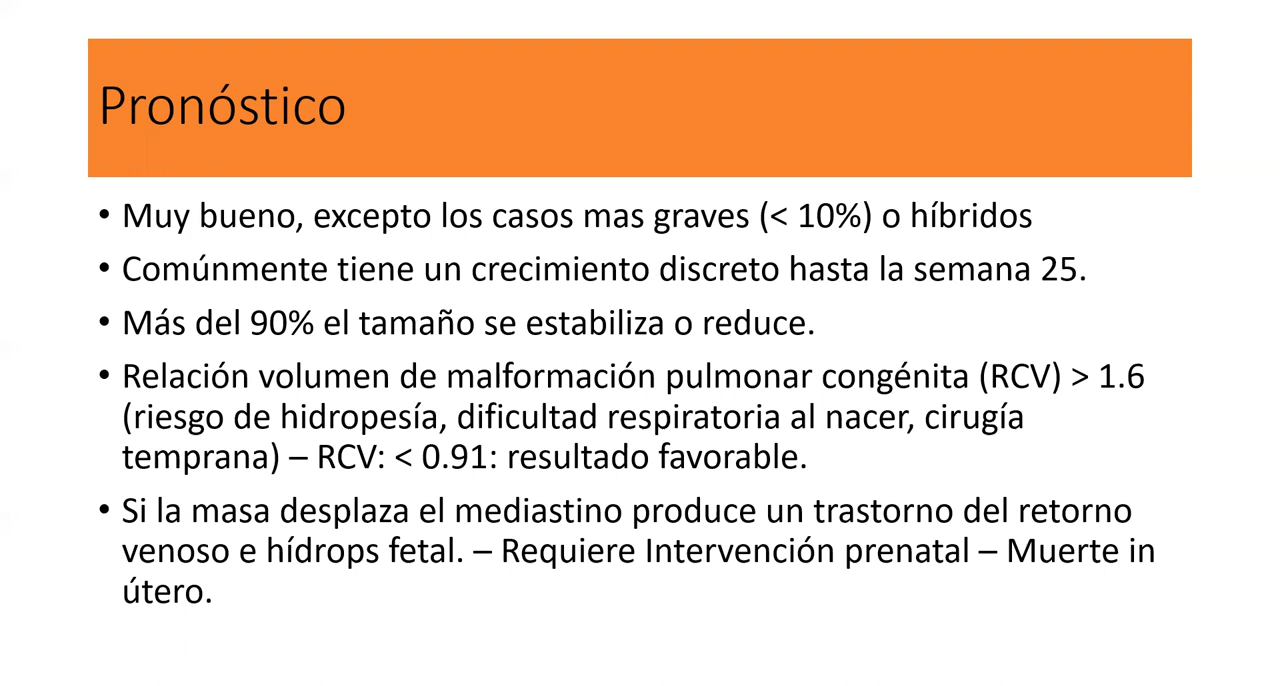 Pronóstico
• Muy bueno, excepto los casos mas graves (< 10%) o híbridos
• Comúnmente tiene un crecimiento discreto hasta la semana 25.
• Más del 90% el tamaño se estabiliza o reduce.
• Relación volumen de malformación pulmonar congénita (RCV) > 1.6
(riesgo de hidropesía, dificultad respiratoria al nacer, cirugía
temprana) – RCV: < 0.91: resultado favorable.
• Si la masa desplaza el mediastino produce un trastorno del retorno
venoso e hídrops fetal. – Requiere Intervención prenatal – Muerte in
útero.